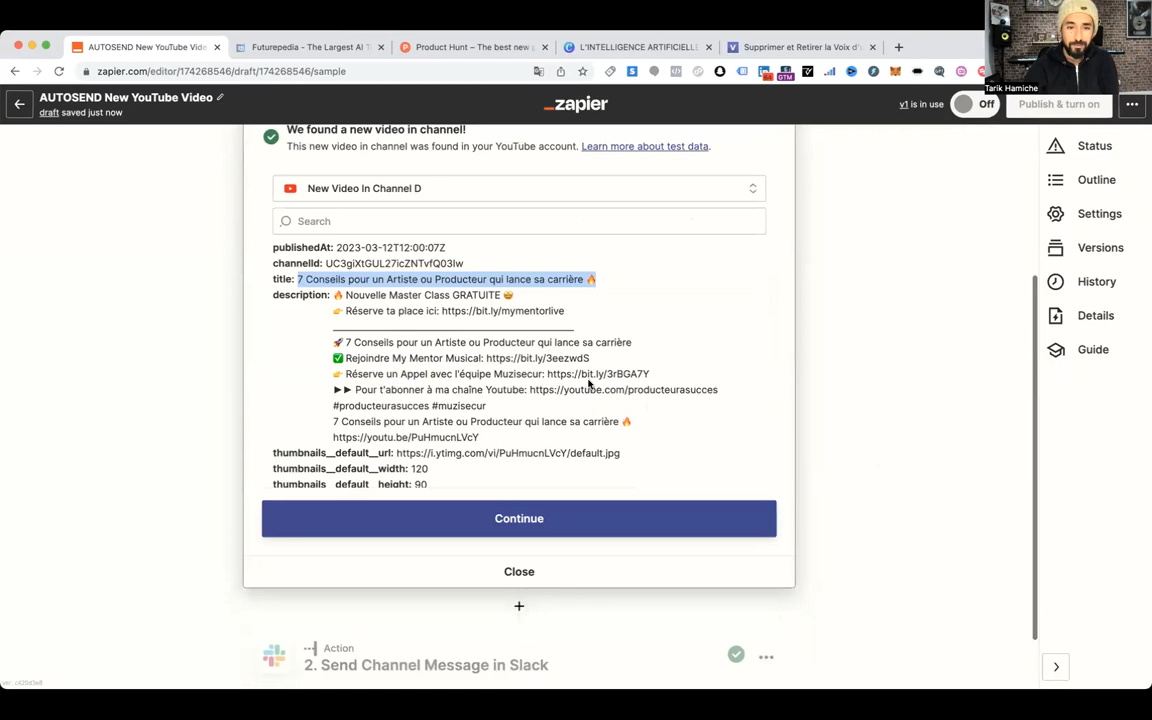 AUTOSEND New YouTube Video
Futurepedia - The Largest AI T
Product Hunt – The best new
L'INTELLIGENCE ARTIFICIELL
Supprimer et Retirer la Voix d'
zapier.com/editor/174268546/draft/174268546/sample
Tarik Hamiche
AUTOSEND New YouTube Video
draft saved just now
_zapier
v1 is in use
Off
Publish & turn on
We found a new video in channel!
This new video in channel was found in your YouTube account. Learn more about test data.
New Video In Channel D
Search
publishedAt: 2023-03-12T12:00:07Z
channelId: UC3giXtGUL27icZNTvfQ03Iw
title: 7 Conseils pour un Artiste ou Producteur qui lance sa carrière 🔥
description: 🔥 Nouvelle Master Class GRATUITE 🤩
👉 Réserve ta place ici: https://bit.ly/mymentorlive
🚀 7 Conseils pour un Artiste ou Producteur qui lance sa carrière
✅ Rejoindre My Mentor Musical: https://bit.ly/3eezwdS
👉 Réserve un Appel avec l'équipe Muziseur: https://bit.ly/3rBGA7Y
►► Pour t'abonner à ma chaîne Youtube: https://youtube.com/producteurasucces
#producteurasucces #muziseur
7 Conseils pour un Artiste ou Producteur qui lance sa carrière 🔥
https://youtu.be/PuHmucnLVcY
thumbnails__default__url: https://i.ytimg.com/vi/PuHmucnLVcY/default.jpg
thumbnails__default__width: 120
thumbnails__default__height: 90
Continue
Close
Action
2. Send Channel Message in Slack
Status
Outline
Settings
Versions
History
Details
Guide